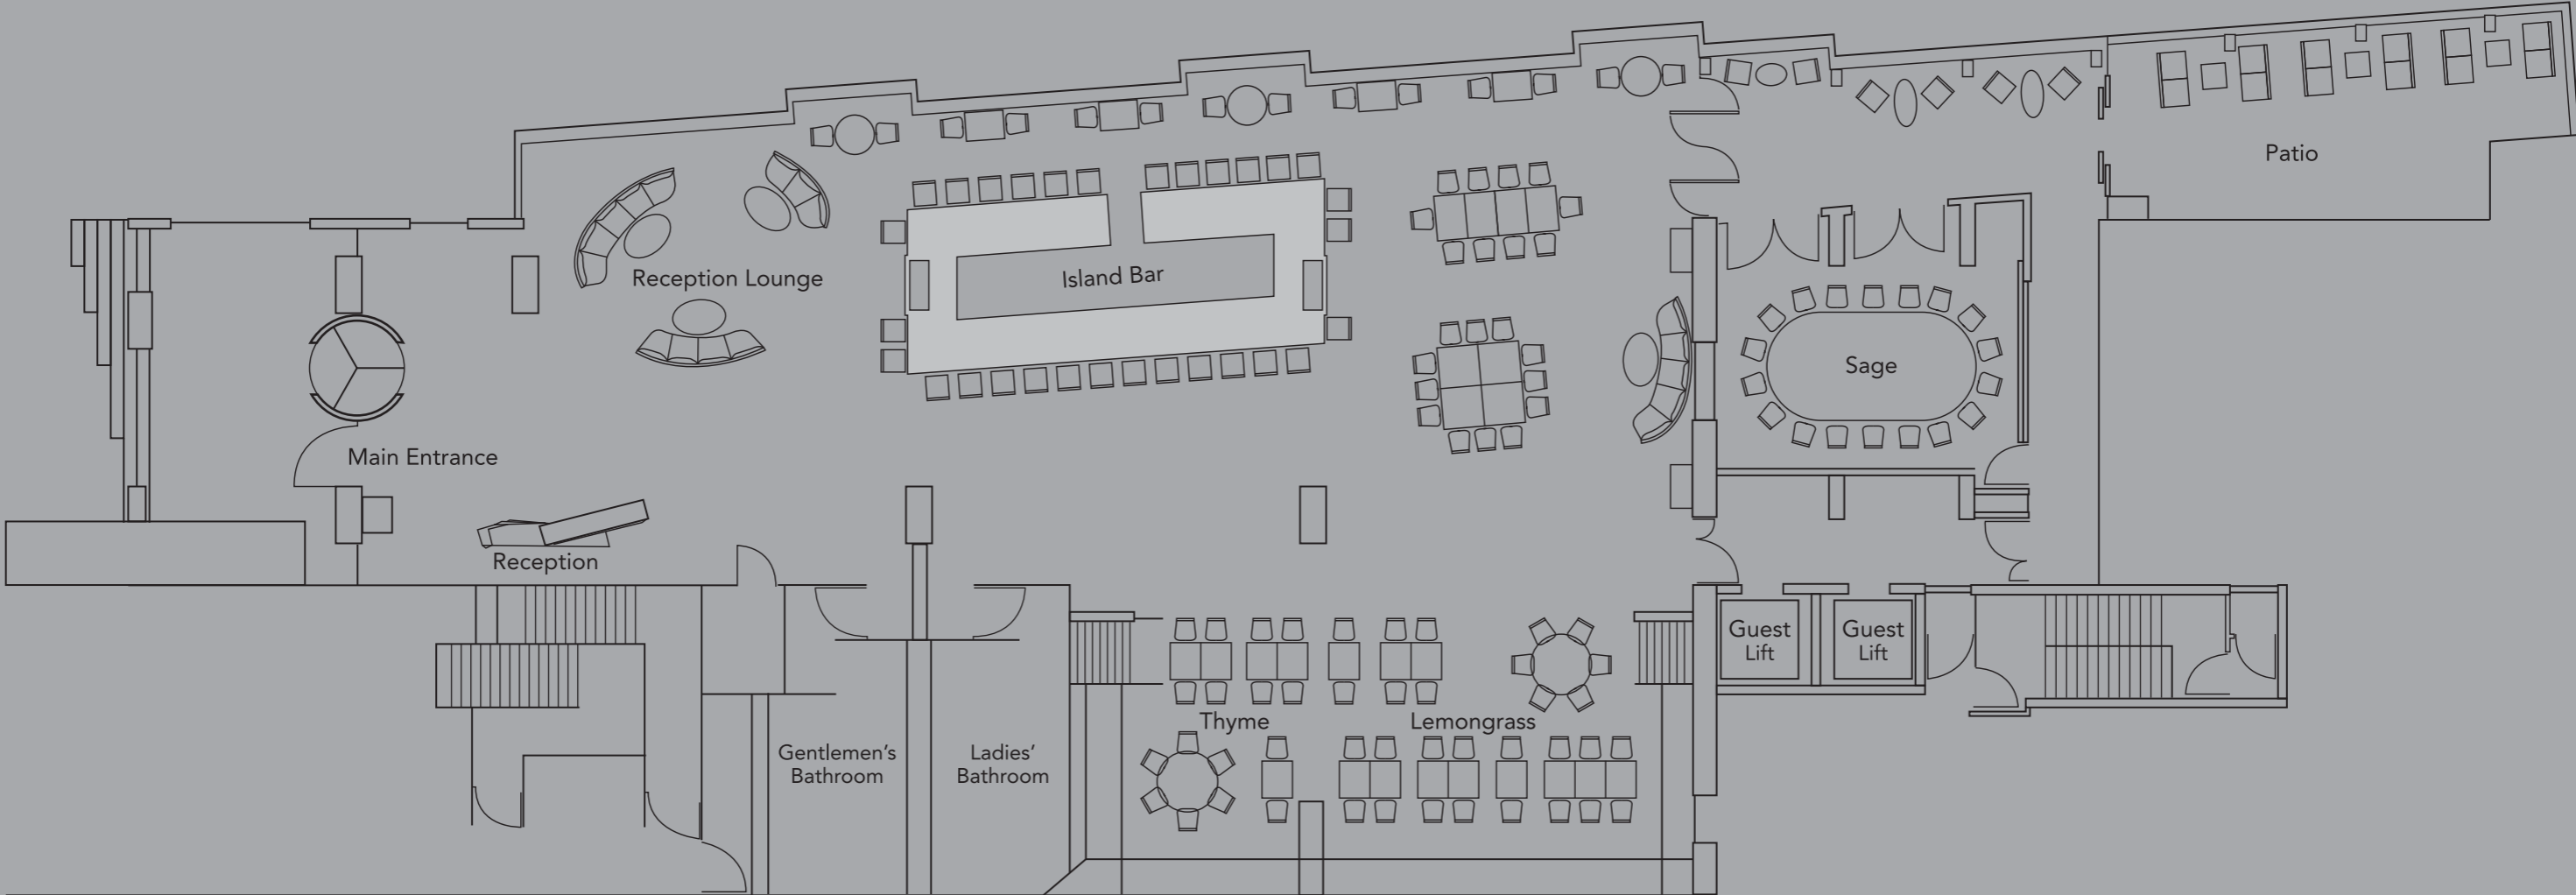 Patio
Reception Lounge
Island Bar
Sage
Main Entrance
Reception
Guest
Lift
Guest
Lift
Thyme
Lemongrass
Gentlemen's
Bathroom
Ladies'
Bathroom